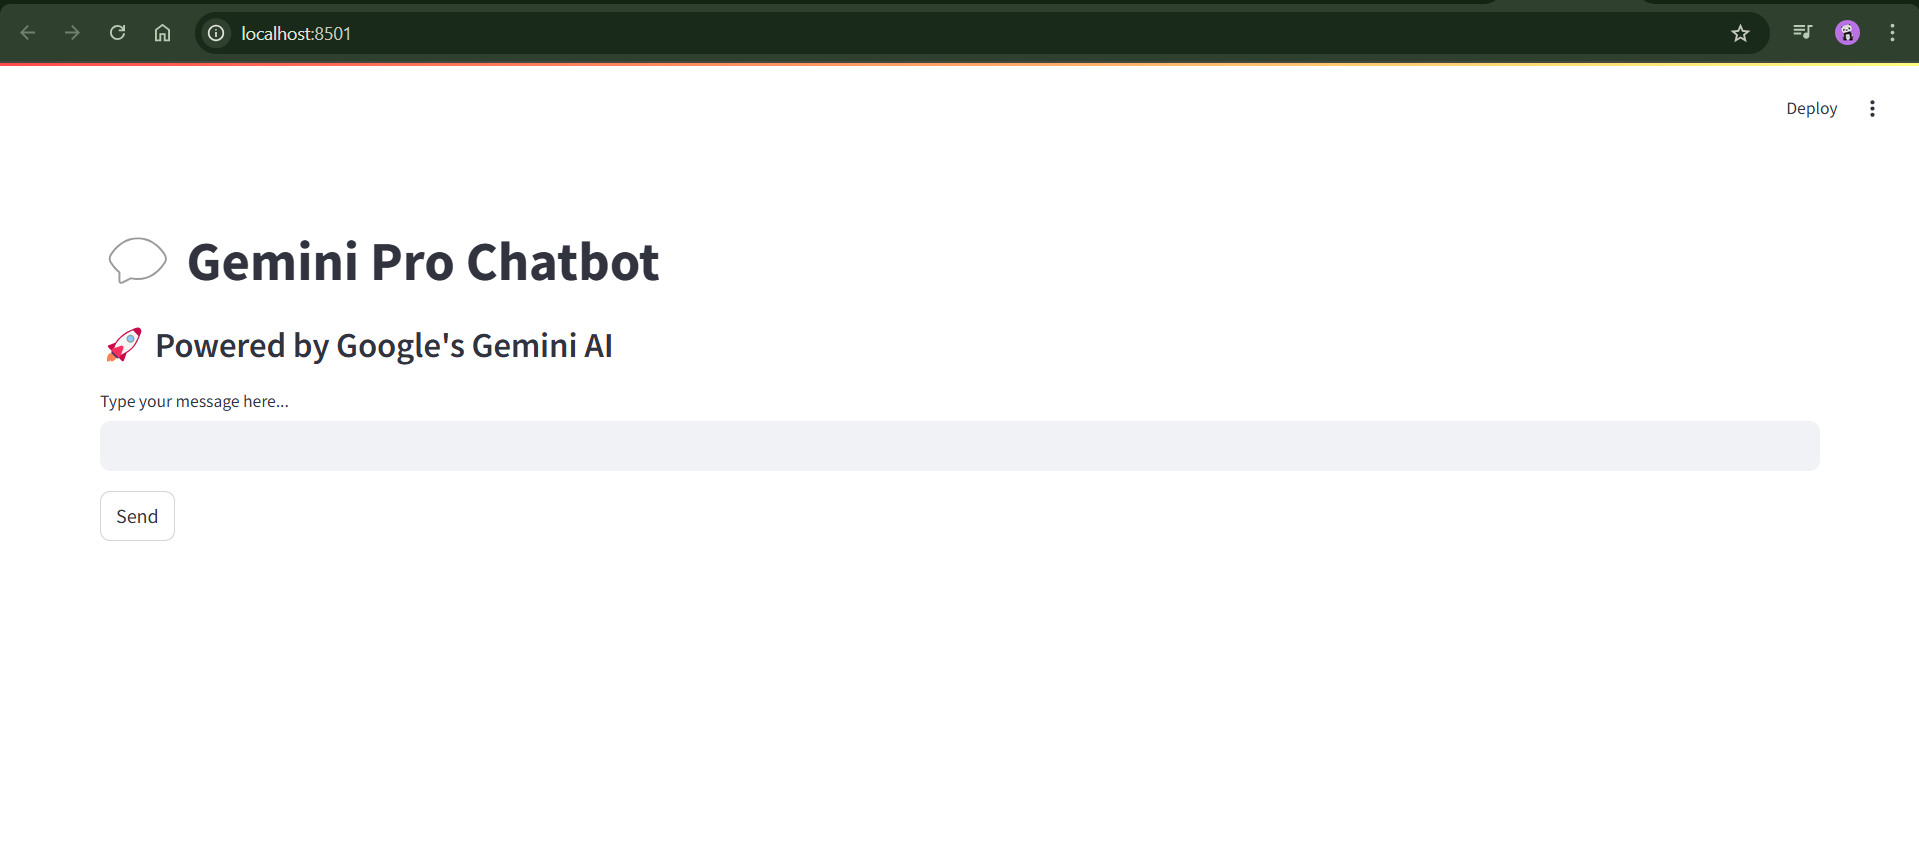 localhost:8501
Deploy
Gemini Pro Chatbot
Powered by Google's Gemini AI
Type your message here...
Send